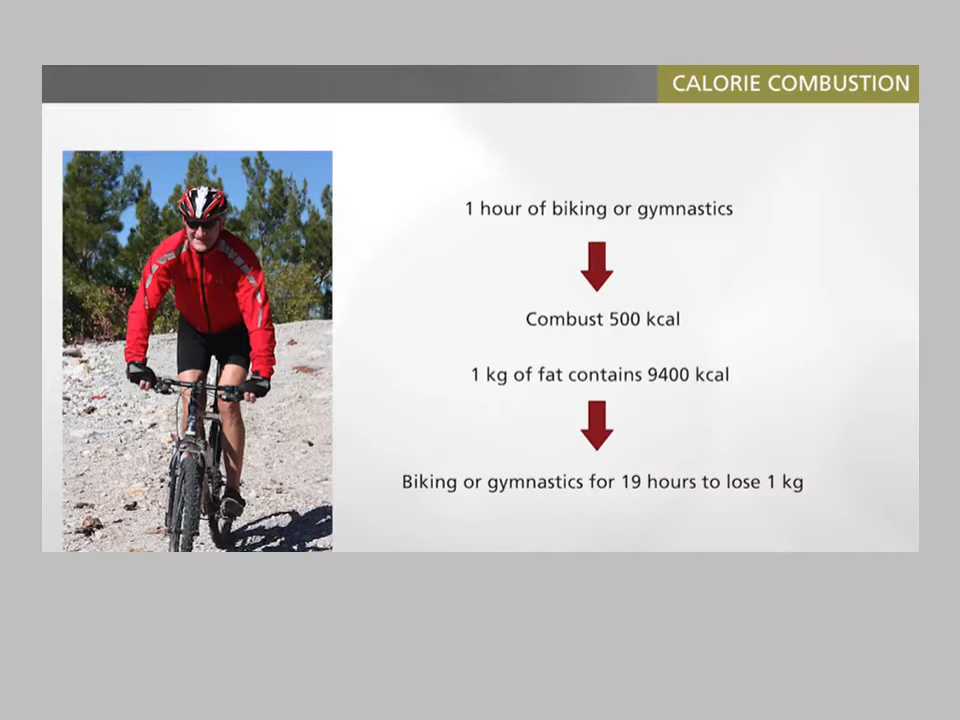 CALORIE COMBUSTION
1 hour of biking or gymnastics
Combust 500 kcal
1 kg of fat contains 9400 kcal
Biking or gymnastics for 19 hours to lose 1 kg